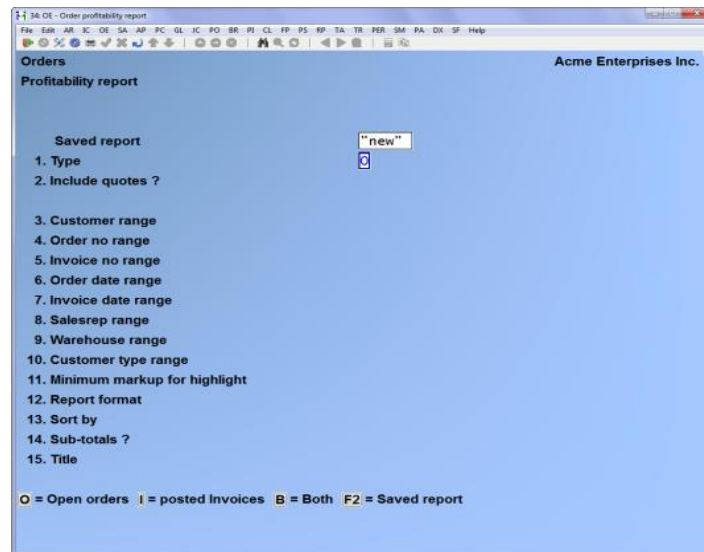 34: OE - Order profitability report
File Edit AR IC OE SA AP PC GL JC PO BR PJ CL FP PS RP TA TR PER SM PA DX SF Help
Orders Acme Enterprises Inc.
Profitability report
Saved report "new"
1. Type O
2. Include quotes ?
3. Customer range
4. Order no range
5. Invoice no range
6. Order date range
7. Invoice date range
8. Salesrep range
9. Warehouse range
10. Customer type range
11. Minimum markup for highlight
12. Report format
13. Sort by
14. Sub-totals ?
15. Title
O = Open orders I = posted Invoices B = Both F2 = Saved report